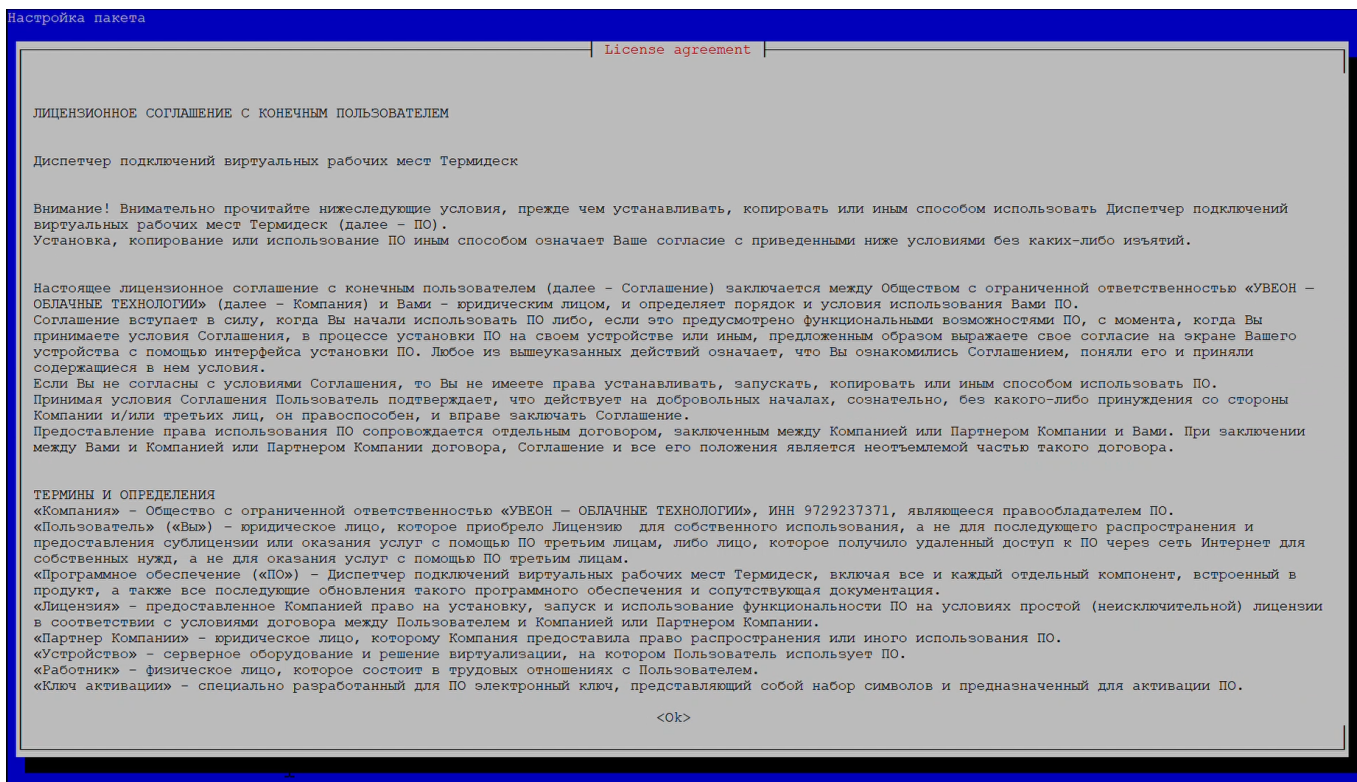 Настройка пакета
License agreement
ЛИЦЕНЗИОННОЕ СОГЛАШЕНИЕ С КОНЕЧНЫМ ПОЛЬЗОВАТЕЛЕМ
Диспетчер подключений виртуальных рабочих мест Термидеск
Внимание! Внимательно прочитайте нижеследующие условия, прежде чем устанавливать, копировать или иным способом использовать Диспетчер подключений
виртуальных рабочих мест Термидеск (далее – ПО).
Установка, копирование или использование ПО иным способом означает Ваше согласие с приведенными ниже условиями без каких-либо изъятий.
Настоящее лицензионное соглашение с конечным пользователем (далее – Соглашение) заключается между Обществом с ограниченной ответственностью «УВЕОН —
ОБЛАЧНЫЕ ТЕХНОЛОГИИ» (далее – Компания) и Вами – юридическим лицом, и определяет порядок и условия использования Вами ПО.
Соглашение вступает в силу, когда Вы начали использовать ПО либо, если это предусмотрено функциональными возможностями ПО, с момента, когда Вы
принимаете условия Соглашения, в процессе установки ПО на своем устройстве или иным, предложенным образом выражаете свое согласие на экране Вашего
устройства с помощью интерфейса установки ПО. Любое из вышеуказанных действий означает, что Вы ознакомились Соглашением, поняли его и приняли
содержащиеся в нем условия.
Если Вы не согласны с условиями Соглашения, то Вы не имеете права устанавливать, запускать, копировать или иным способом использовать ПО.
Принимая условия Соглашения Пользователь подтверждает, что действует на добровольных началах, сознательно, без какого-либо принуждения со стороны
Компании и/или третьих лиц, он правоспособен, и вправе заключать Соглашение.
Предоставление права использования ПО сопровождается отдельным договором, заключенным между Компанией или Партнером Компании и Вами. При заключении
между Вами и Компанией или Партнером Компании договора, Соглашение и все его положения является неотъемлемой частью такого договора.
ТЕРМИНЫ И ОПРЕДЕЛЕНИЯ
«Компания» – Общество с ограниченной ответственностью «УВЕОН — ОБЛАЧНЫЕ ТЕХНОЛОГИИ», ИНН 9729237371, являющееся правообладателем ПО.
«Пользователь» («Вы») – юридическое лицо, которое приобрело Лицензию  для собственного использования, а не для последующего распространения и
предоставления сублицензии или оказания услуг с помощью ПО третьим лицам, либо лицо, которое получило удаленный доступ к ПО через сеть Интернет для
собственных нужд, а не для оказания услуг с помощью ПО третьим лицам.
«Программное обеспечение («ПО») – Диспетчер подключений виртуальных рабочих мест Термидеск, включая все и каждый отдельный компонент, встроенный в
продукт, а также все последующие обновления такого программного обеспечения и сопутствующая документация.
«Лицензия» – предоставленное Компанией право на установку, запуск и использование функциональности ПО на условиях простой (неисключительной) лицензии
в соответствии с условиями договора между Пользователем и Компанией или Партнером Компании.
«Партнер Компании» – юридическое лицо, которому Компания предоставила право распространения или иного использования ПО.
«Устройство» – серверное оборудование и решение виртуализации, на котором Пользователь использует ПО.
«Работник» – физическое лицо, которое состоит в трудовых отношениях с Пользователем.
«Ключ активации» – специально разработанный для ПО электронный ключ, представляющий собой набор символов и предназначенный для активации ПО.
<Ok>